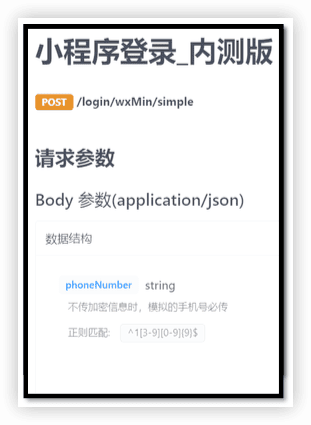 小程序登录_内测版
POST /login/wxMin/simple
请求参数
Body 参数(application/json)
数据结构
phoneNumber string
不传加密信息时，模拟的手机号必传
正则匹配: ^1[3-9][0-9]{9}$